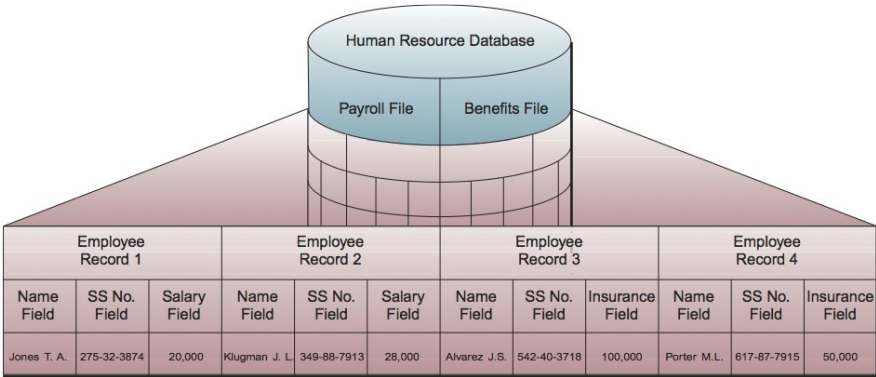 Human Resource Database
Payroll File Benefits File
Employee Employee Employee Employee
Record 1 Record 2 Record 3 Record 4
Name SS No. Salary Name SS No. Salary Name SS No. Insurance Name SS No. Insurance
Field Field Field Field Field Field Field Field Field Field Field Field
Jones T. A. 275-32-3874 20,000 Klugman J. L. 349-88-7913 28,000 Alvarez J.S. 542-40-3718 100,000 Porter M.L. 617-87-7915 50,000